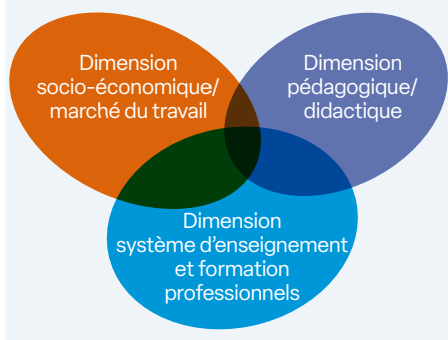 Dimension
socio-économique/
marché du travail
Dimension
pédagogique/
didactique
Dimension
système d'enseignement
et formation
professionnels